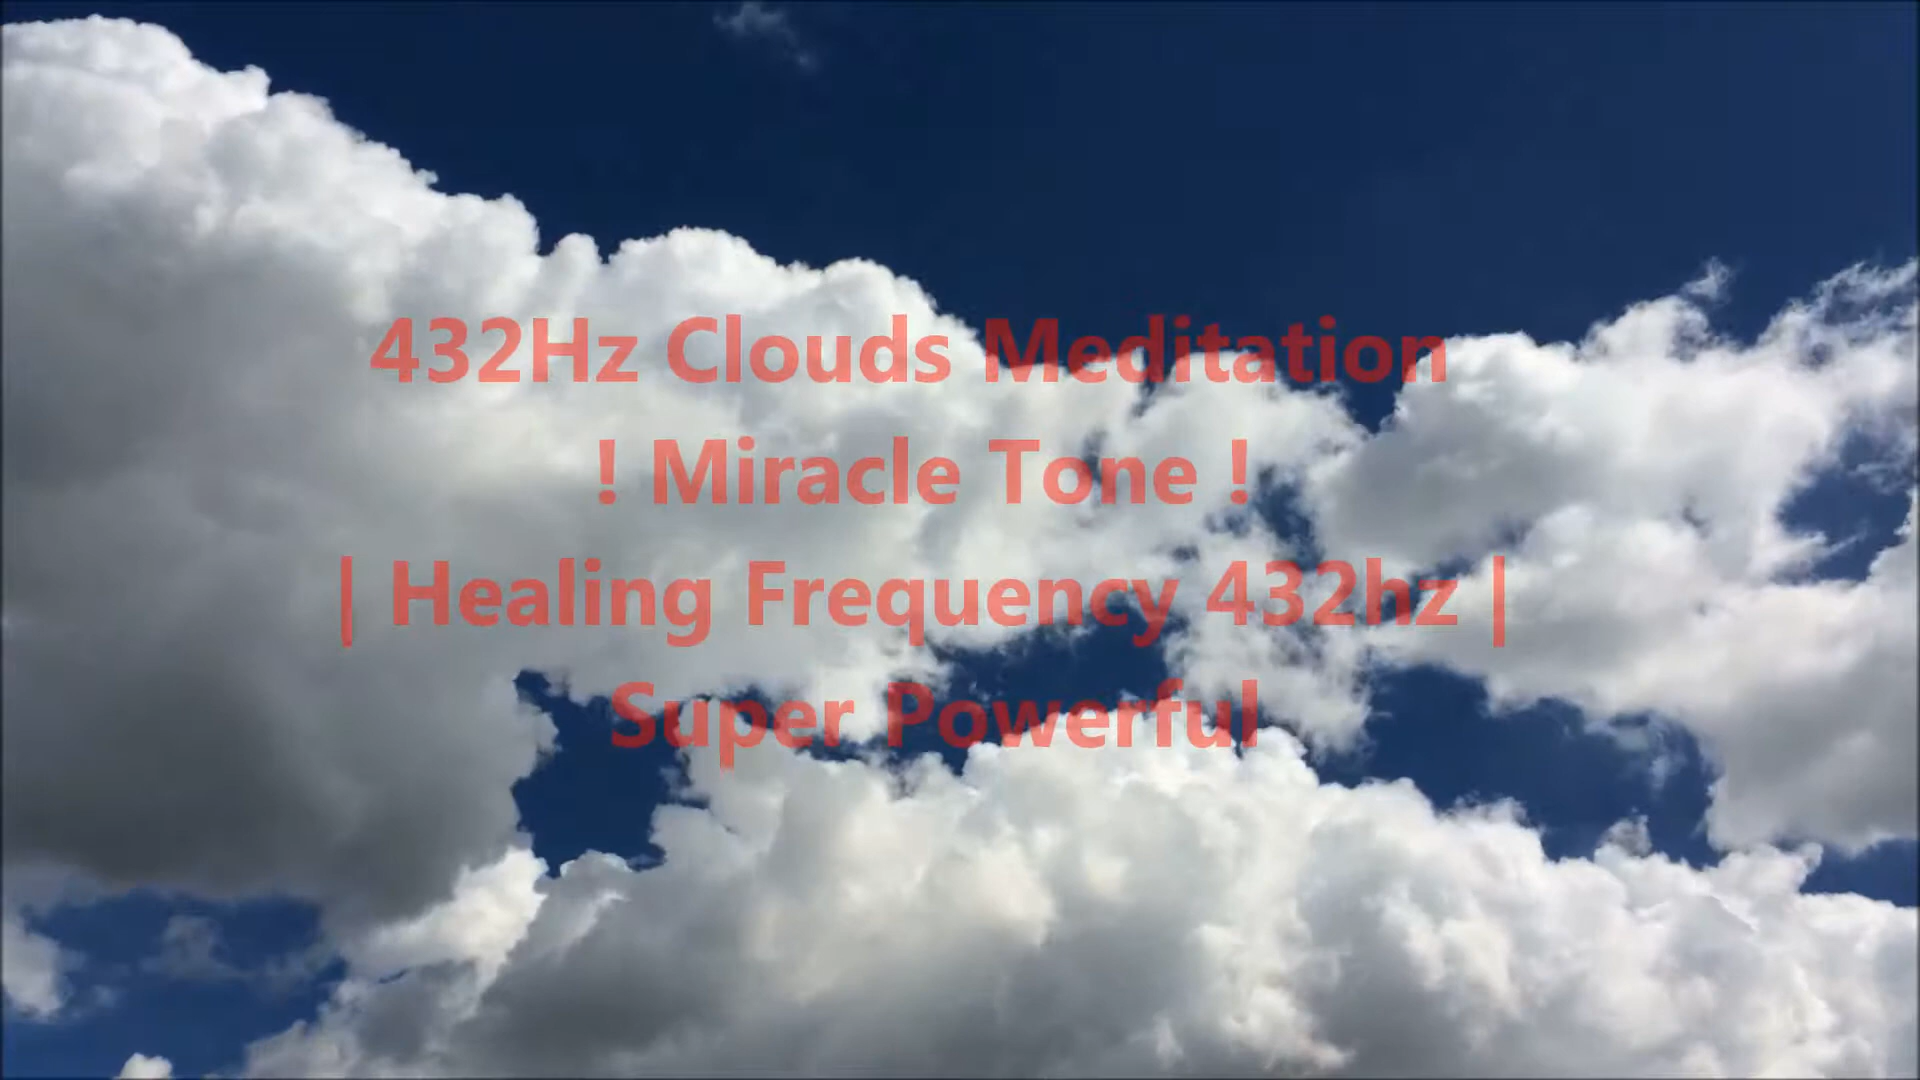 432Hz Clouds Meditation
! Miracle Tone !
| Healing Frequency 432hz |
Super Powerful